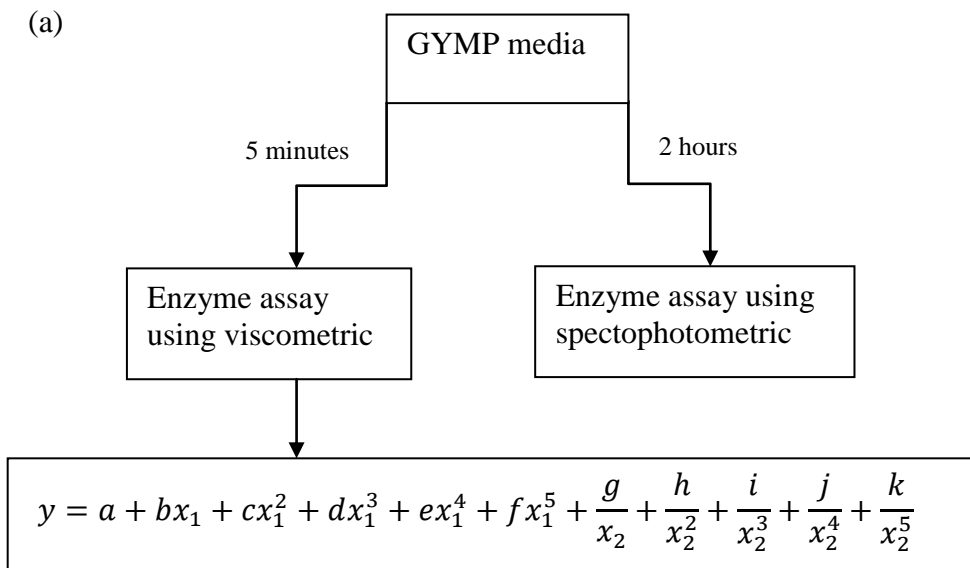 (a)
GYMP media
5 minutes
2 hours
Enzyme assay
using viscometric
Enzyme assay using
spectophotometric
y = a + bx₁ + cx₁² + dx₁³ + ex₁⁴ + fx₁⁵ + g/x₂ + h/x₂² + i/x₂³ + j/x₂⁴ + k/x₂⁵